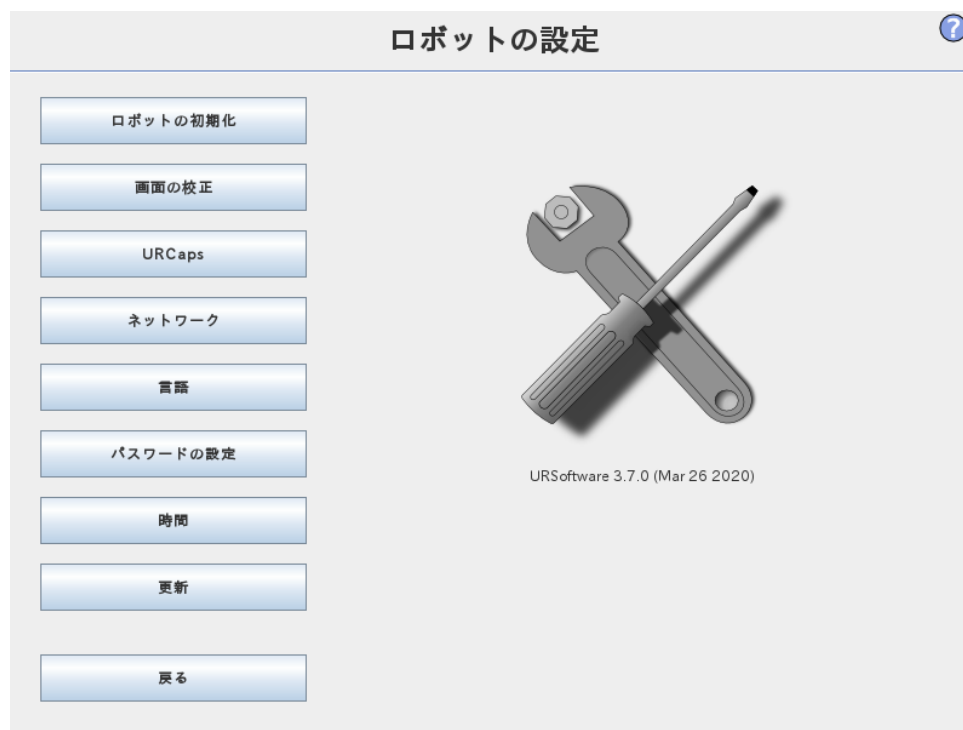 ロボットの設定
?
ロボットの初期化
画面の校正
URCaps
ネットワーク
言語
パスワードの設定
時間
更新
戻る
URSoftware 3.7.0 (Mar 26 2020)